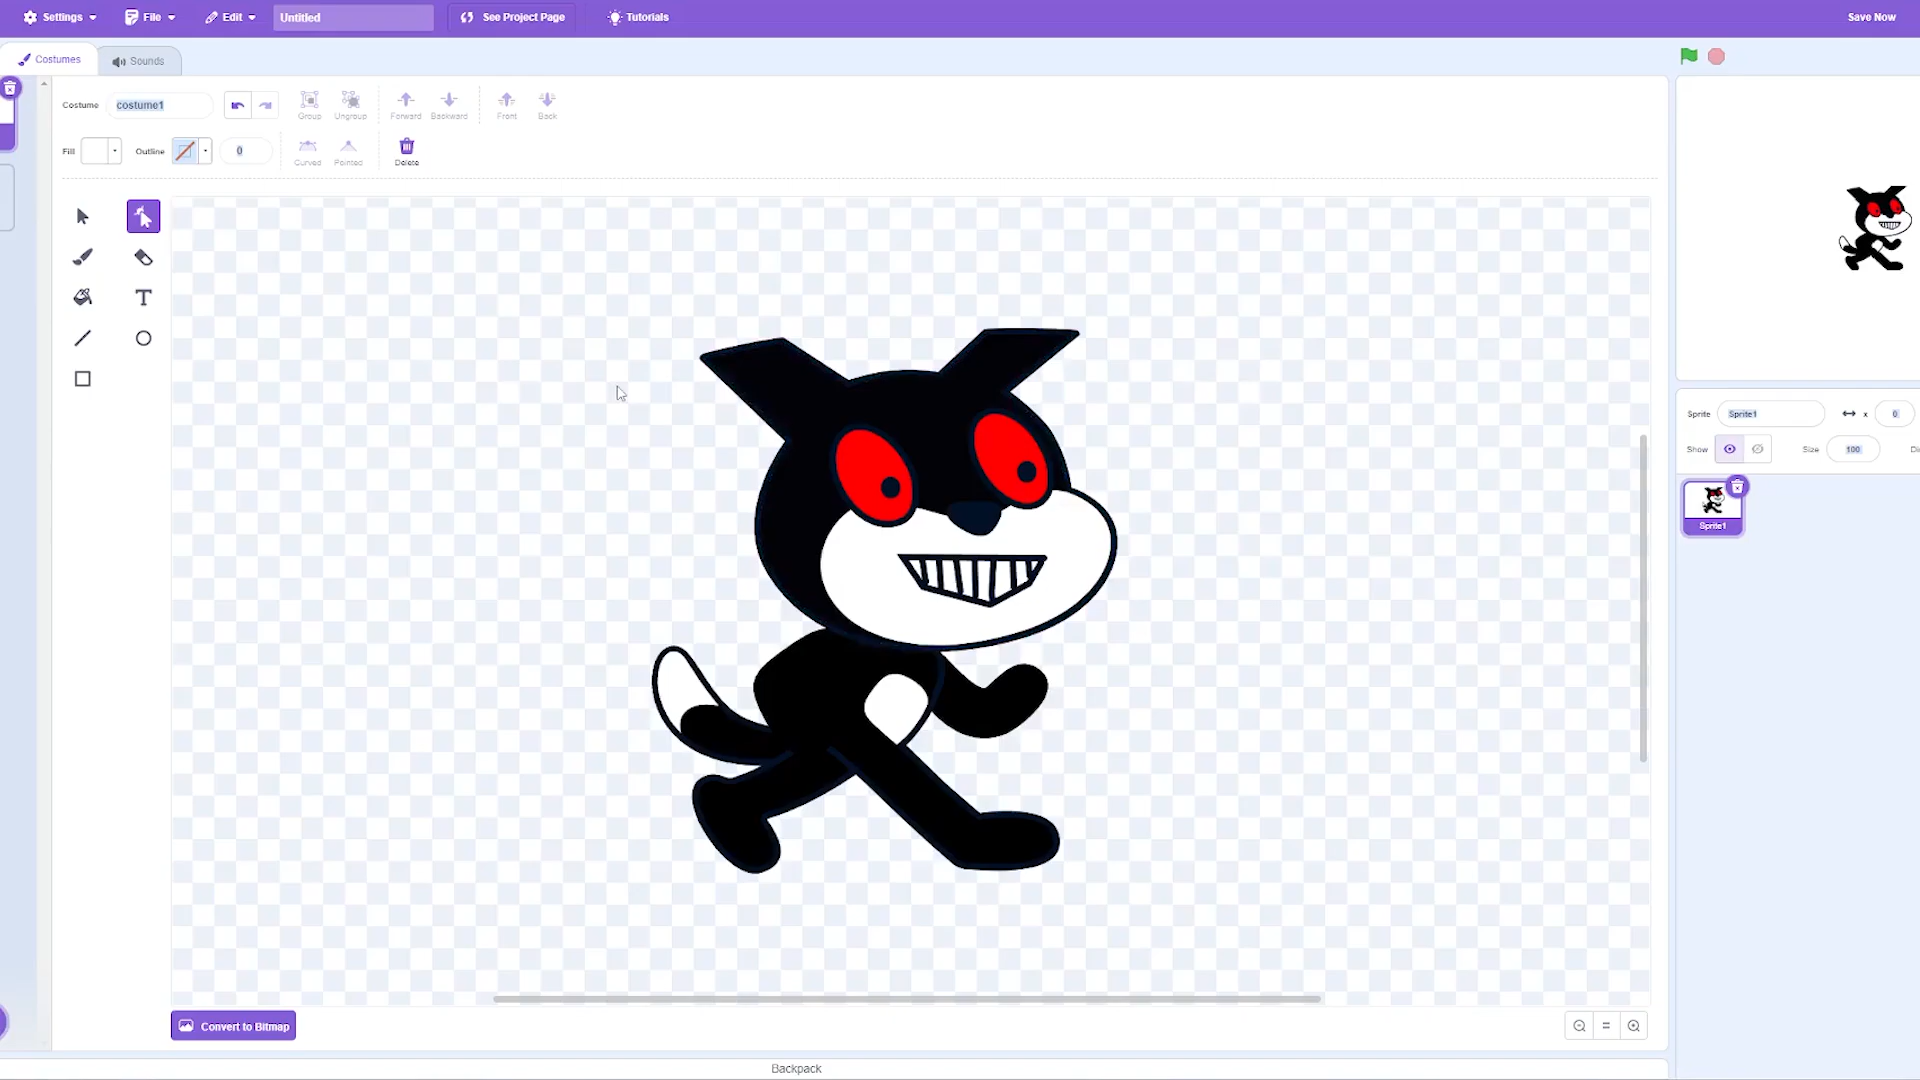 Settings File Edit Untitled See Project Page Tutorials Save Now
Costumes Sounds
Costume costume1 Group Ungroup Forward Backward Front Back
Fill Outline 0 Curved Pointed Delete
Sprite Sprite1 x 0
Show Size 100
Sprite1
Convert to Bitmap
Backpack